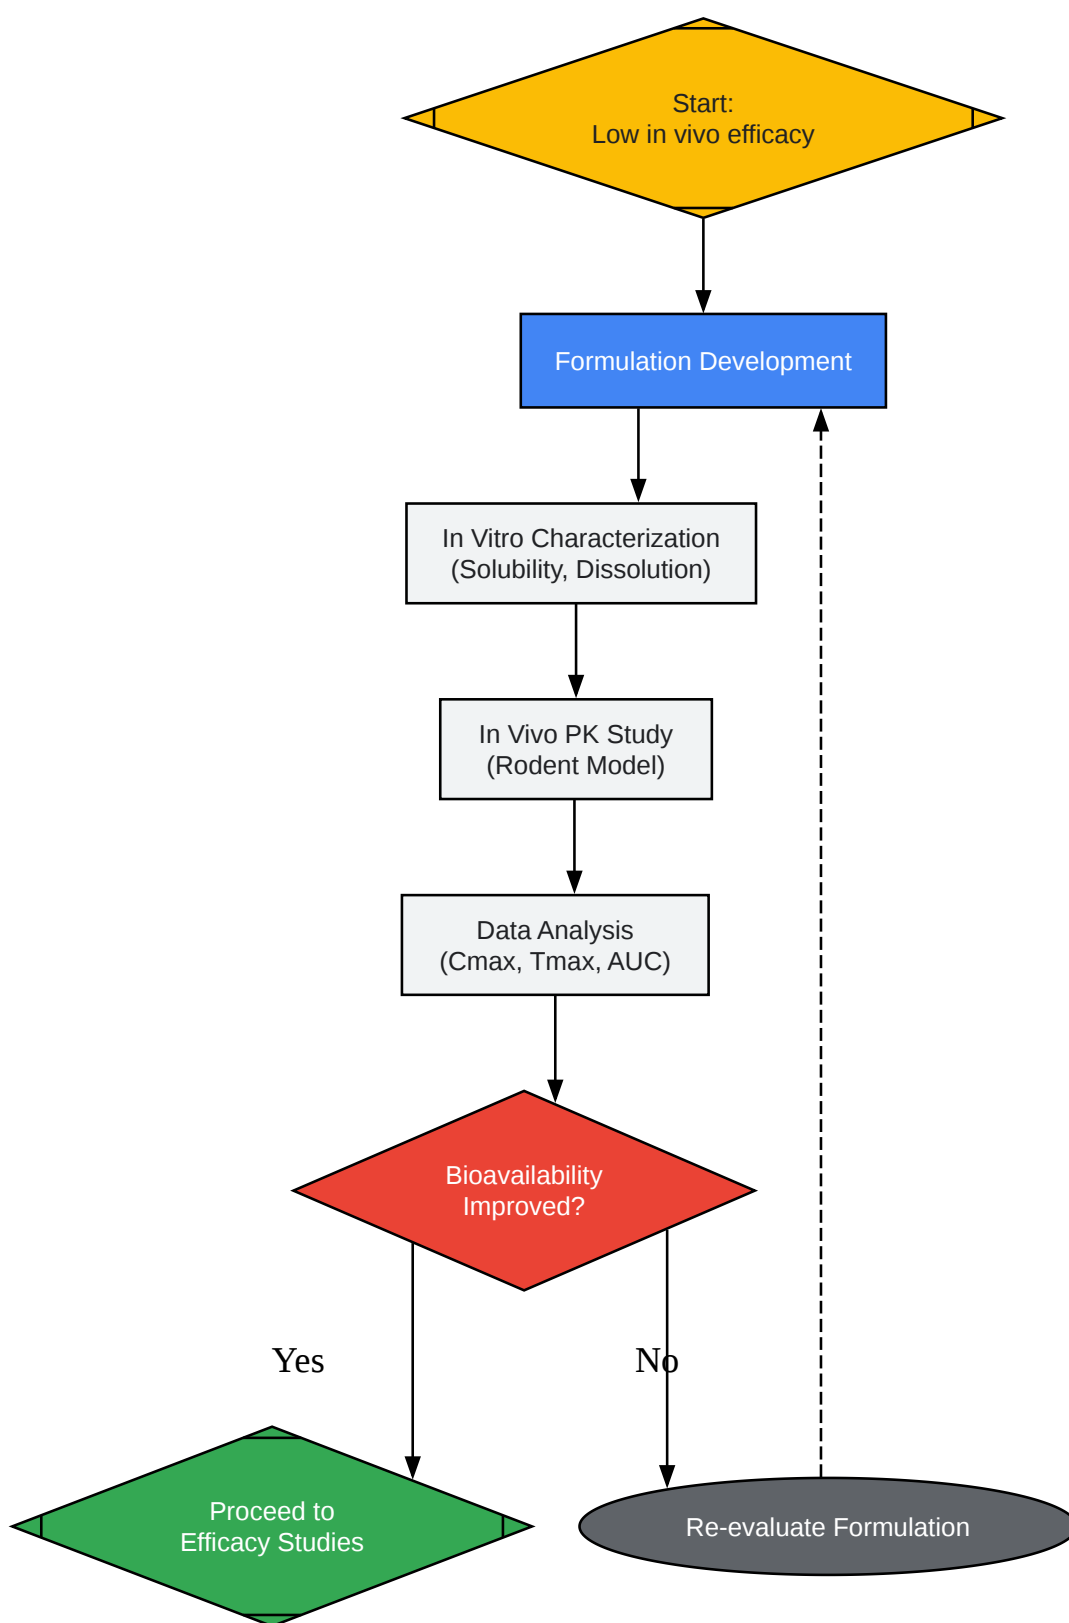 Start:
Low in vivo efficacy
Formulation Development
In Vitro Characterization
(Solubility, Dissolution)
In Vivo PK Study
(Rodent Model)
Data Analysis
(Cmax, Tmax, AUC)
Bioavailability
Improved?
Yes
No
Proceed to
Efficacy Studies
Re-evaluate Formulation